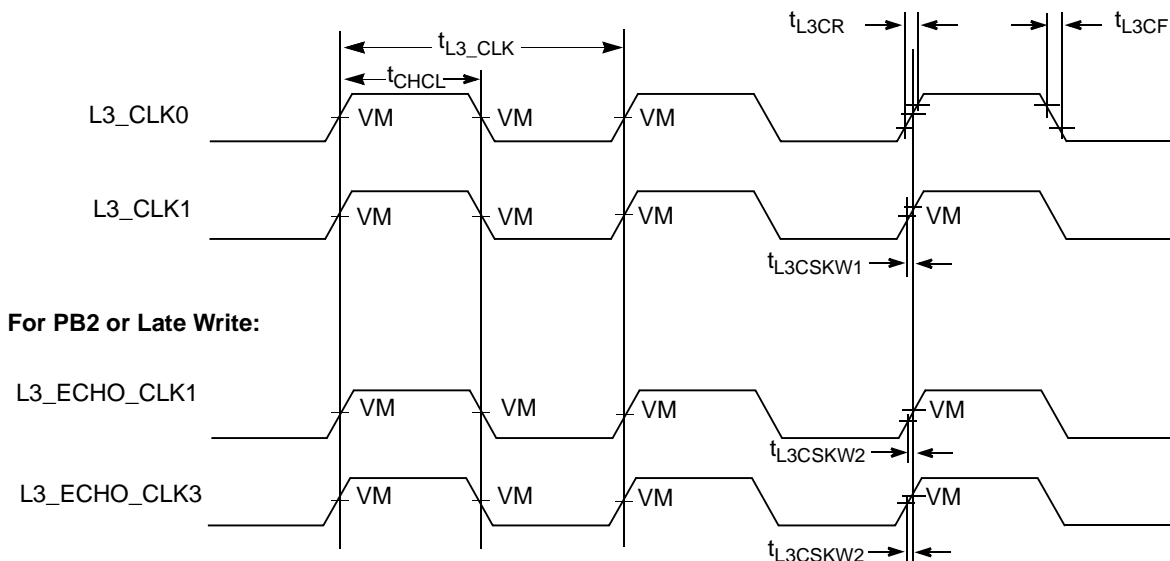 tL3CR
tL3CF
tL3_CLK
tCHCL
L3_CLK0
VM
VM
VM
L3_CLK1
VM
VM
VM
VM
tL3CSKW1
For PB2 or Late Write:
L3_ECHO_CLK1
VM
VM
VM
VM
tL3CSKW2
L3_ECHO_CLK3
VM
VM
VM
VM
tL3CSKW2